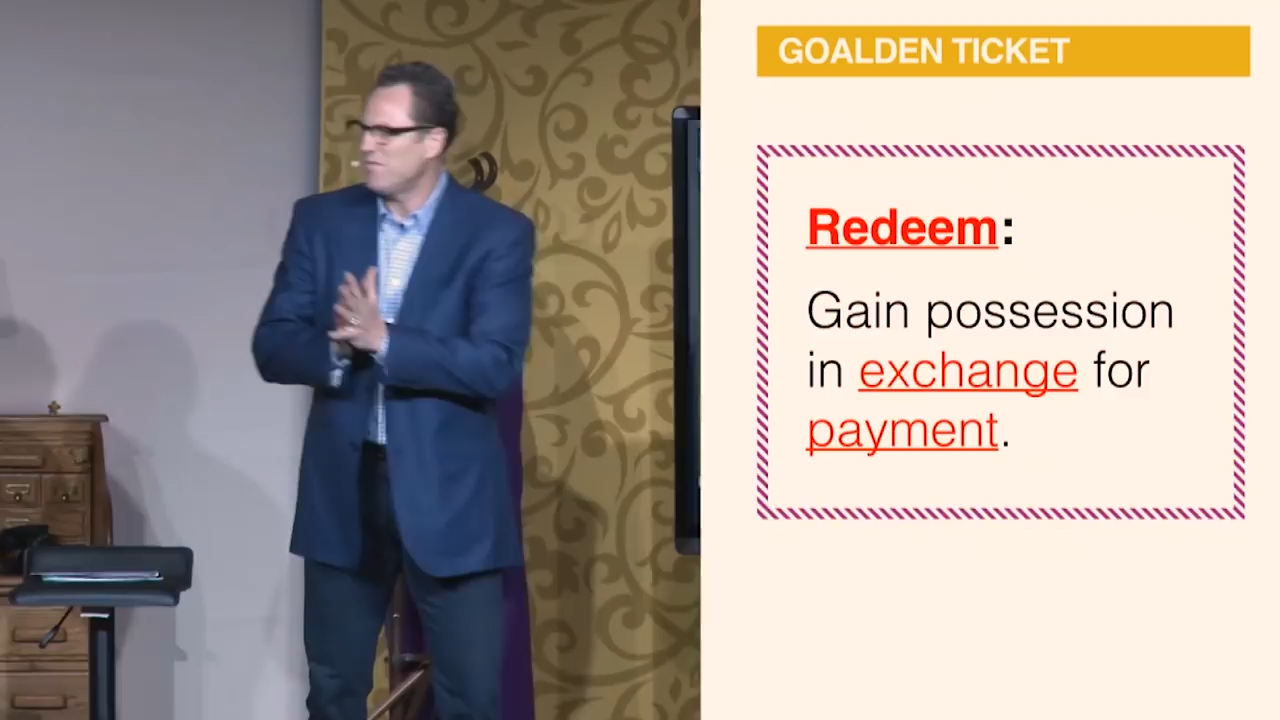 GOALDEN TICKET
Redeem:
Gain possession
in exchange for
payment.